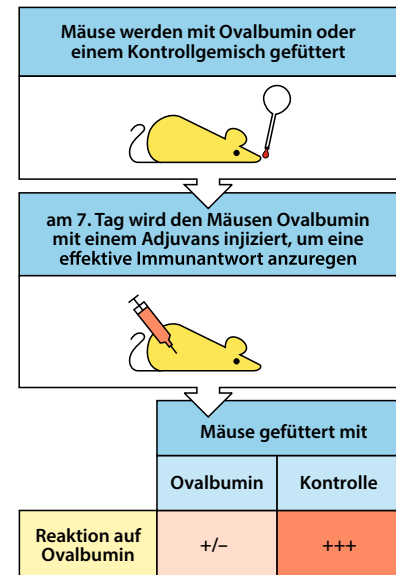 Mäuse werden mit Ovalbumin oder
einem Kontrollgemisch gefüttert
am 7. Tag wird den Mäusen Ovalbumin
mit einem Adjuvans injiziert, um eine
effektive Immunantwort anzuregen
Mäuse gefüttert mit
Ovalbumin Kontrolle
Reaktion auf
Ovalbumin
+/– +++